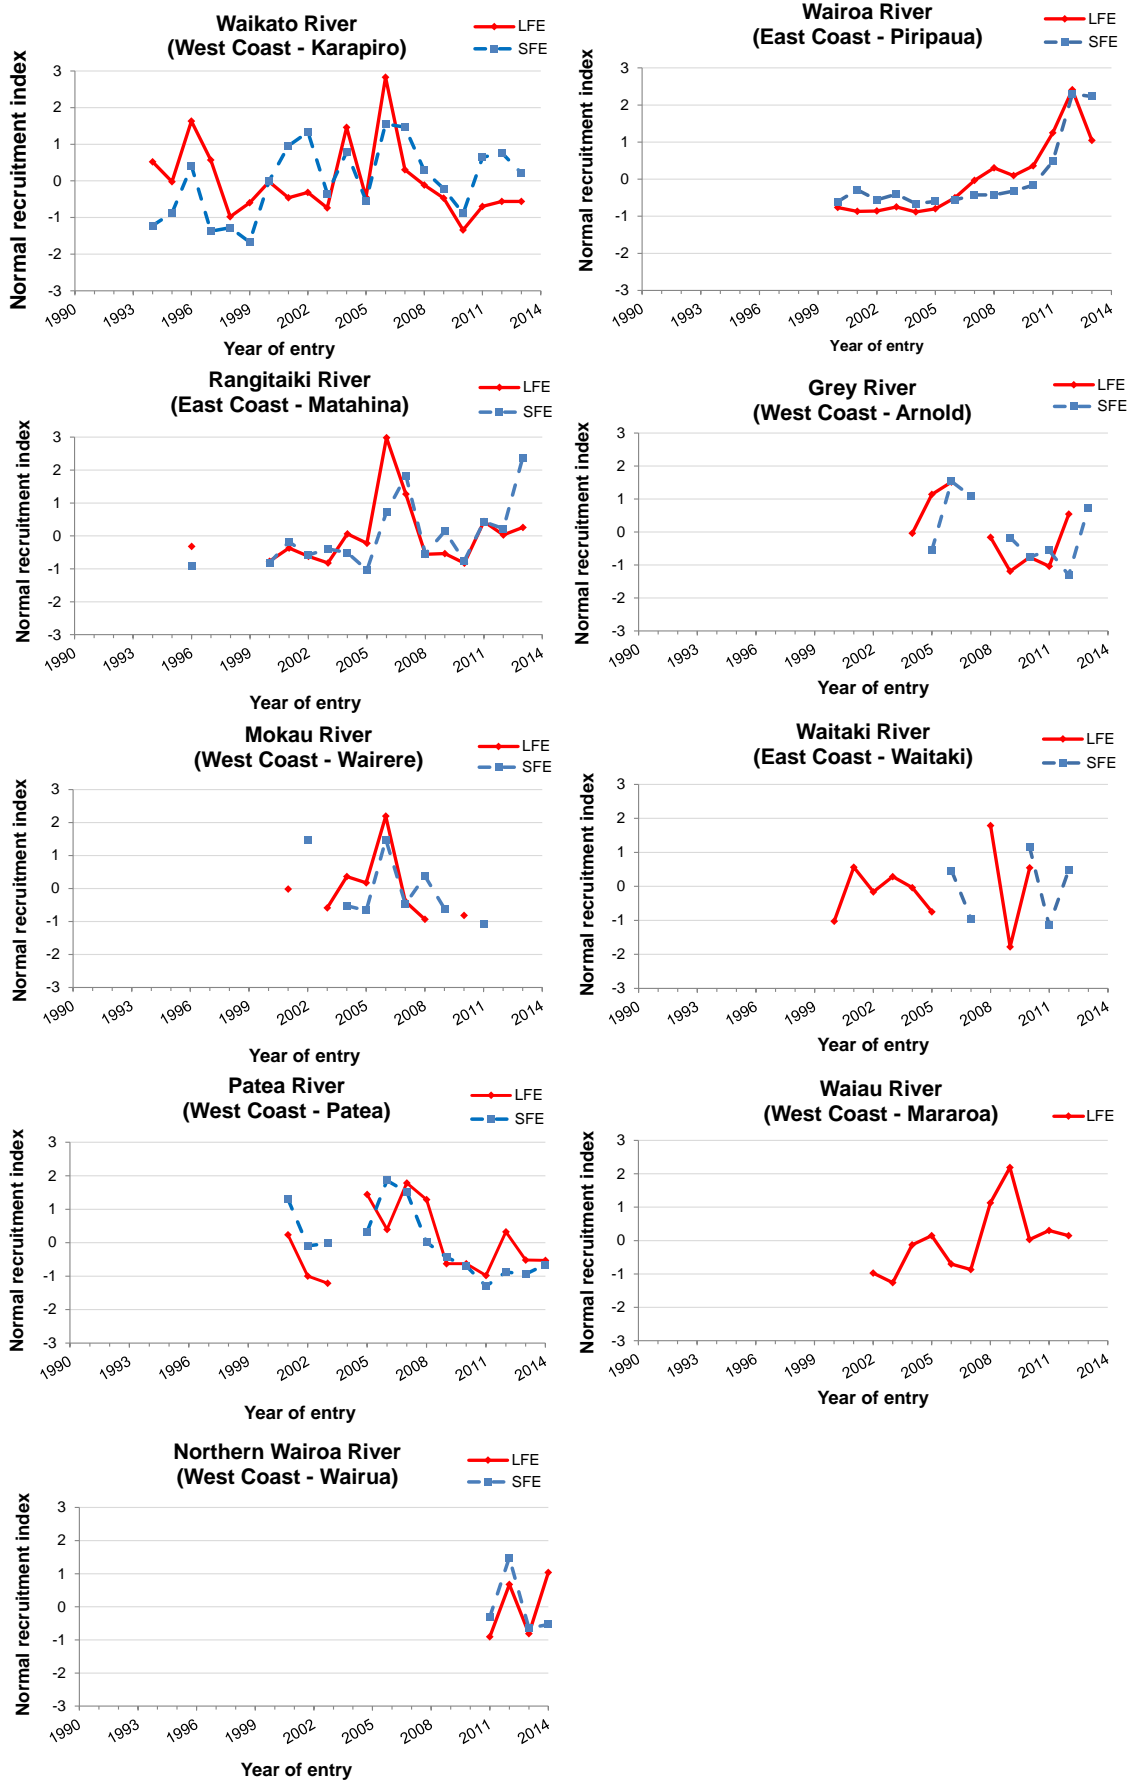 Waikato River
(West Coast - Karapiro)
LFE
SFE
Normal recruitment index
3
2
1
0
-1
-2
-3
1990
1993
1996
1999
2002
2005
2008
2011
2014
Year of entry
Wairoa River
(East Coast - Piripaua)
LFE
SFE
Normal recruitment index
3
2
1
0
-1
-2
-3
1990
1993
1996
1999
2002
2005
2008
2011
2014
Year of entry
Rangitaiki River
(East Coast - Matahina)
LFE
SFE
Normal recruitment index
3
2
1
0
-1
-2
-3
1990
1993
1996
1999
2002
2005
2008
2011
2014
Year of entry
Grey River
(West Coast - Arnold)
LFE
SFE
Normal recruitment index
3
2
1
0
-1
-2
-3
1990
1993
1996
1999
2002
2005
2008
2011
2014
Year of entry
Mokau River
(West Coast - Wairere)
LFE
SFE
Normal recruitment index
3
2
1
0
-1
-2
-3
1990
1993
1996
1999
2002
2005
2008
2011
2014
Year of entry
Waitaki River
(East Coast - Waitaki)
LFE
SFE
Normal recruitment index
3
2
1
0
-1
-2
-3
1990
1993
1996
1999
2002
2005
2008
2011
2014
Year of entry
Patea River
(West Coast - Patea)
LFE
SFE
Normal recruitment index
3
2
1
0
-1
-2
-3
1990
1993
1996
1999
2002
2005
2008
2011
2014
Year of entry
Waiau River
(West Coast - Mararoa)
LFE
Normal recruitment index
3
2
1
0
-1
-2
-3
1990
1993
1996
1999
2002
2005
2008
2011
2014
Year of entry
Northern Wairoa River
(West Coast - Wairua)
LFE
SFE
Normal recruitment index
3
2
1
0
-1
-2
-3
1990
1993
1996
1999
2002
2005
2008
2011
2014
Year of entry